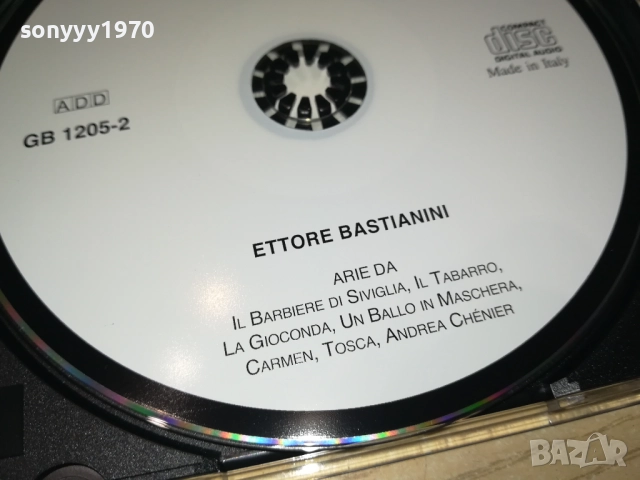 sonyyy1970
COMPACT
disc
DIGITAL AUDIO
Made in Italy
ADD
GB 1205-2
ETTORE BASTIANINI
ARIE DA
IL BARBIERE DI SIVIGLIA, IL TABARRO,
LA GIOCONDA, UN BALLO IN MASCHERA,
CARMEN, TOSCA, ANDREA CHÉNIER
BAZAR